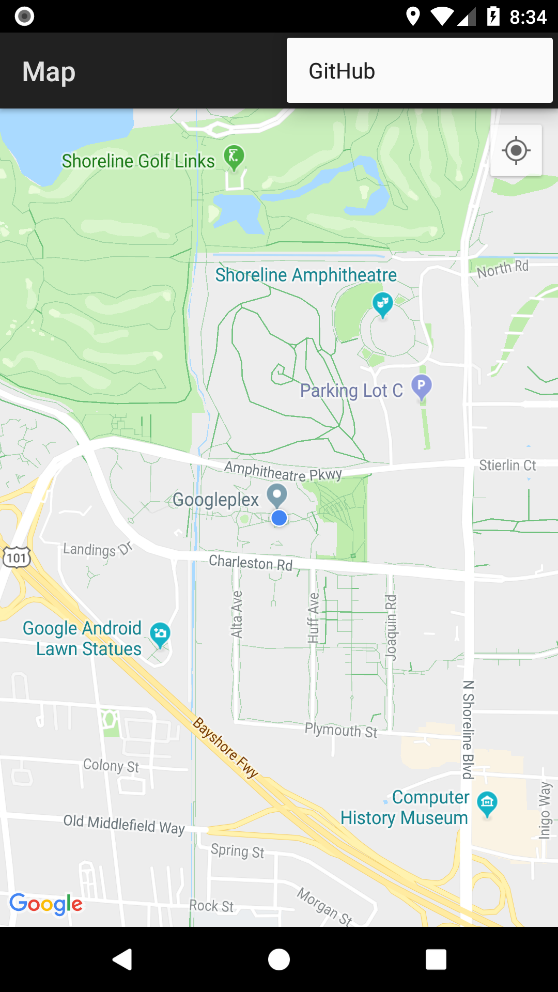 8:34
Map
GitHub
Shoreline Golf Links
Shoreline Amphitheatre
North Rd
Parking Lot C
P
Amphitheatre Pkwy
Stierlin Ct
Googleplex
101
Landings Dr
Charleston Rd
Alta Ave
Huff Ave
Joaquin Rd
Google Android
Lawn Statues
N Shoreline Blvd
Plymouth St
Bayshore Fwy
Colony St
Computer
History Museum
Inigo Way
Old Middlefield Way
Spring St
Morgan St
Rock St
Google